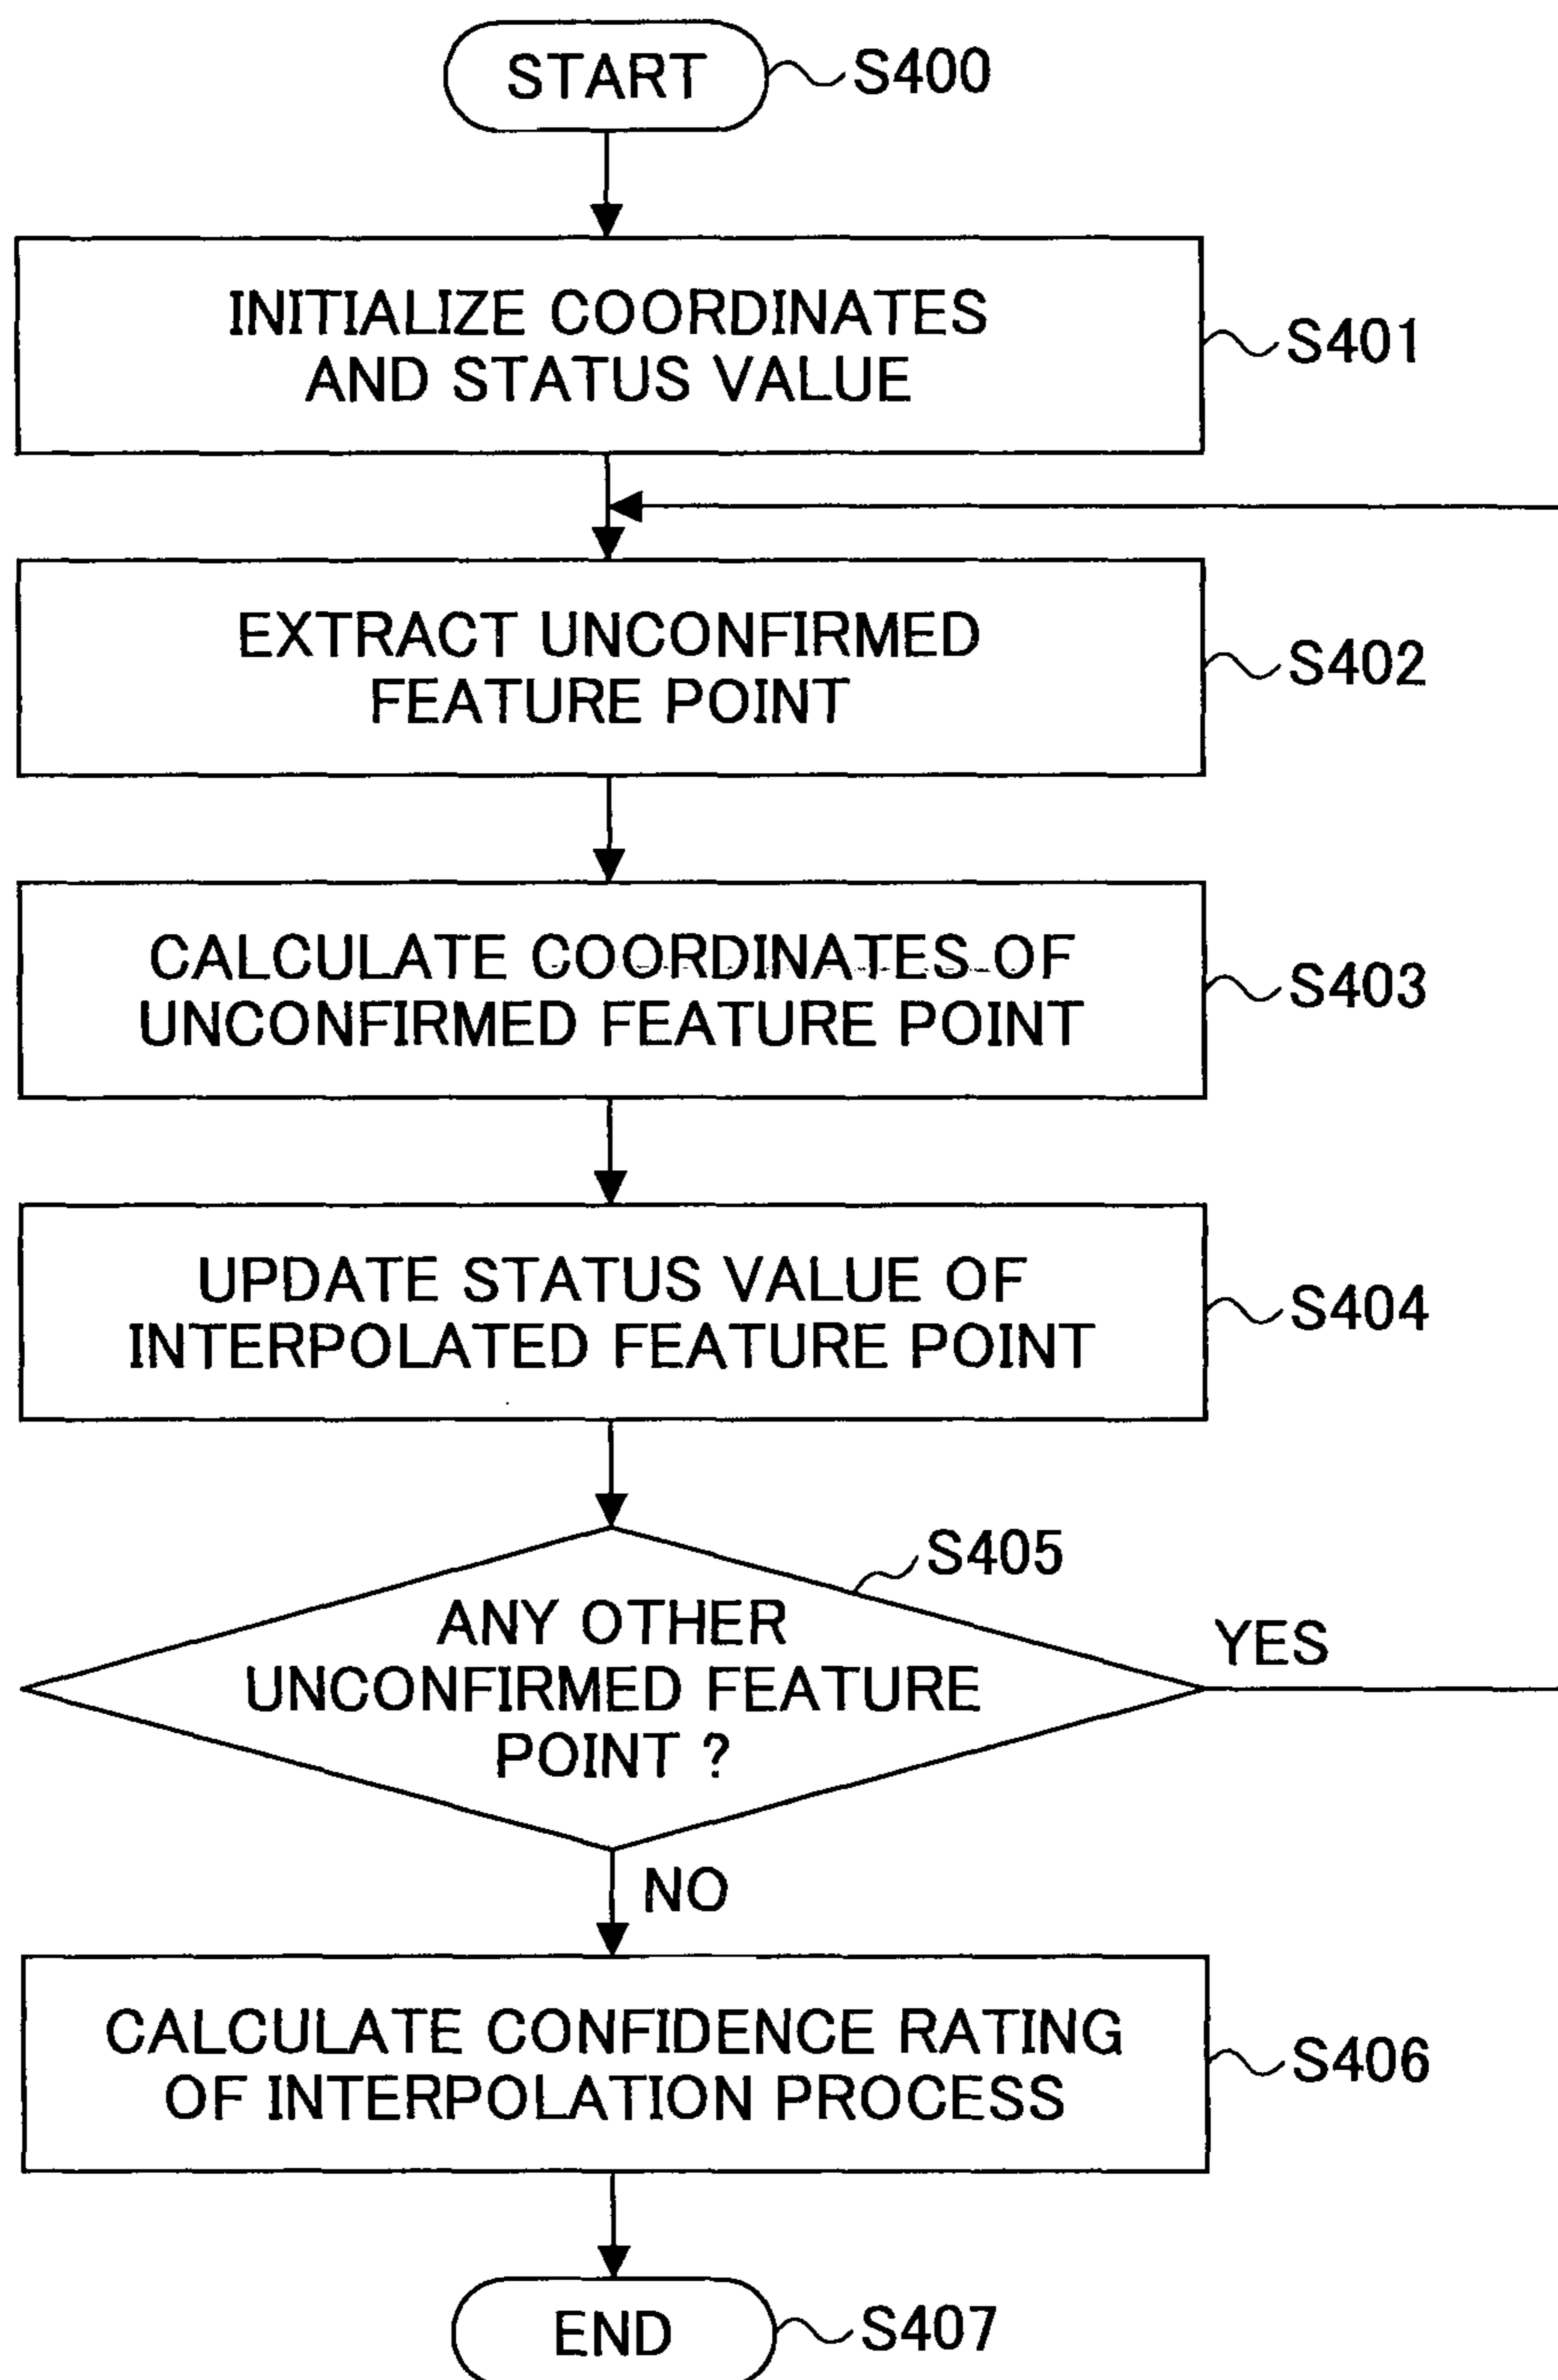 START
S400
INITIALIZE COORDINATES
AND STATUS VALUE
S401
EXTRACT UNCONFIRMED
FEATURE POINT
S402
CALCULATE COORDINATES OF
UNCONFIRMED FEATURE POINT
S403
UPDATE STATUS VALUE OF
INTERPOLATED FEATURE POINT
S404
S405
ANY OTHER
UNCONFIRMED FEATURE
POINT ?
YES
NO
CALCULATE CONFIDENCE RATING
OF INTERPOLATION PROCESS
S406
END
S407